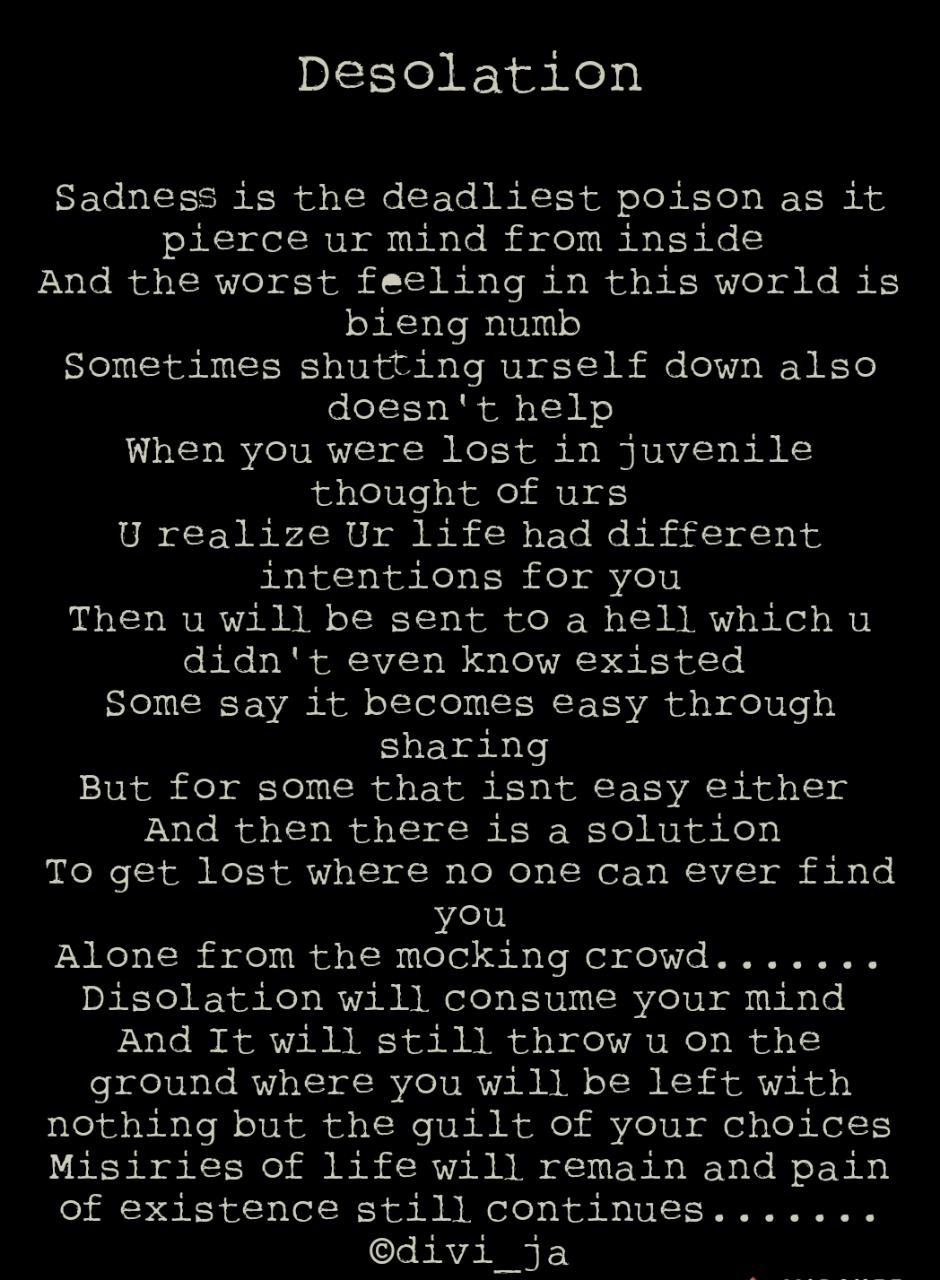 Desolation
Sadness is the deadliest poison as it
pierce ur mind from inside
And the worst feeling in this world is
bieng numb
Sometimes shutting urself down also
doesn't help
When you were lost in juvenile
thought of urs
U realize Ur life had different
intentions for you
Then u will be sent to a hell which u
didn't even know existed
Some say it becomes easy through
sharing
But for some that isnt easy either
And then there is a solution
To get lost where no one can ever find
you
Alone from the mocking crowd.......
Disolation will consume your mind
And It will still throw u on the
ground where you will be left with
nothing but the guilt of your choices
Misiries of life will remain and pain
of existence still continues.......
©divi_ja